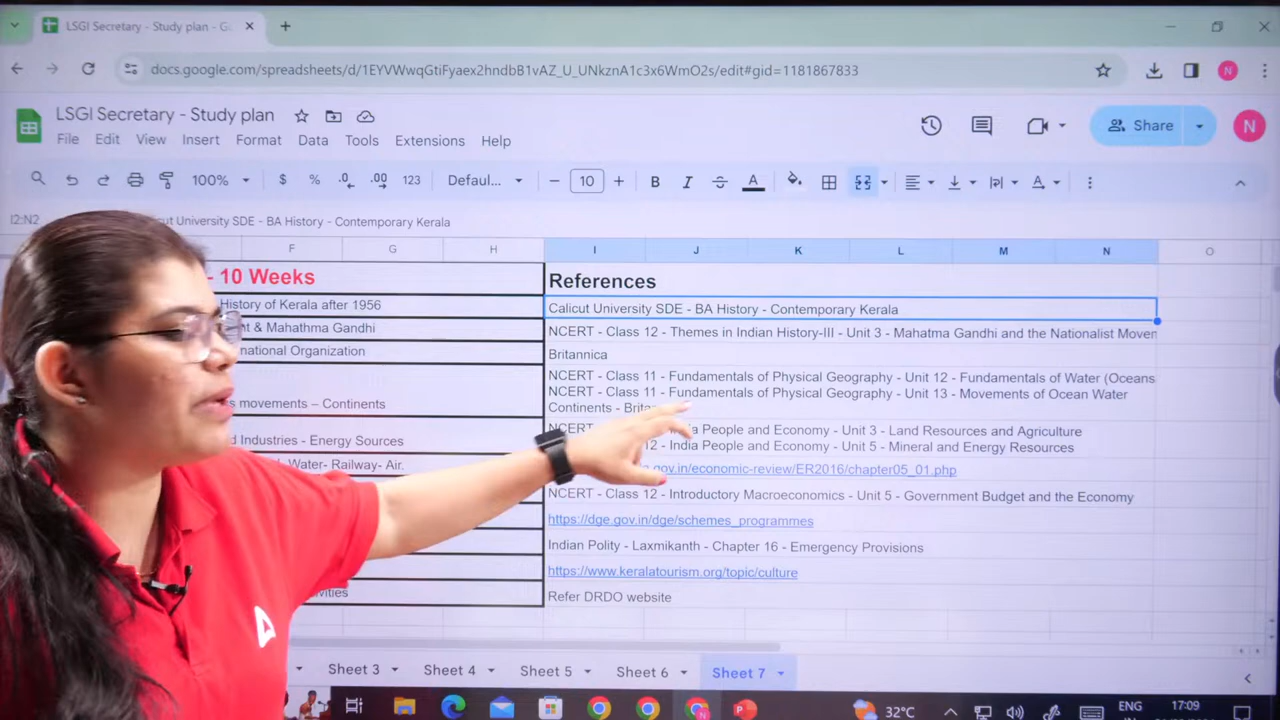 LSGI Secretary - Study plan - G
docs.google.com/spreadsheets/d/1EYVWwqGtiFyaex2hndbB1vAZ_U_UNkznA1c3x6WmO2s/edit#gid=1181867833
N
LSGI Secretary - Study plan
File Edit View Insert Format Data Tools Extensions Help
Share
N
100% $ % .0 .00 123 Defaul... 10 B I A
I2:N2
cut University SDE - BA History - Contemporary Kerala
F G H I J K L M N O
- 10 Weeks
References
History of Kerala after 1956
Calicut University SDE - BA History - Contemporary Kerala
nt & Mahathma Gandhi
NCERT - Class 12 - Themes in Indian History-III - Unit 3 - Mahatma Gandhi and the Nationalist Movem
national Organization
Britannica
s movements – Continents
NCERT - Class 11 - Fundamentals of Physical Geography - Unit 12 - Fundamentals of Water (Oceans
NCERT - Class 11 - Fundamentals of Physical Geography - Unit 13 - Movements of Ocean Water
Continents - Brita
d Industries - Energy Sources
NCERT ia People and Economy - Unit 3 - Land Resources and Agriculture
12 - India People and Economy - Unit 5 - Mineral and Energy Resources
Water- Railway- Air.
.gov.in/economic-review/ER2016/chapter05_01.php
NCERT - Class 12 - Introductory Macroeconomics - Unit 5 - Government Budget and the Economy
https://dge.gov.in/dge/schemes_programmes
Indian Polity - Laxmikanth - Chapter 16 - Emergency Provisions
https://www.keralatourism.org/topic/culture
vities
Refer DRDO website
Sheet 3 Sheet 4 Sheet 5 Sheet 6 Sheet 7
32°C ENG 17:09